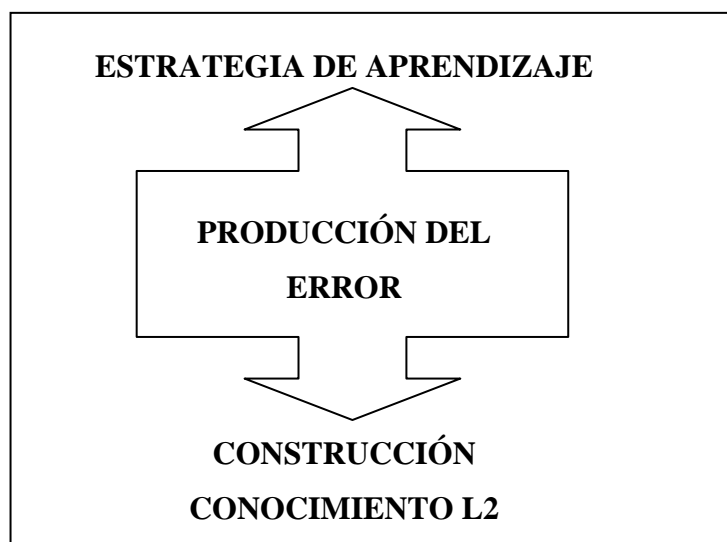 ESTRATEGIA DE APRENDIZAJE
PRODUCCIÓN DEL
ERROR
CONSTRUCCIÓN
CONOCIMIENTO L2